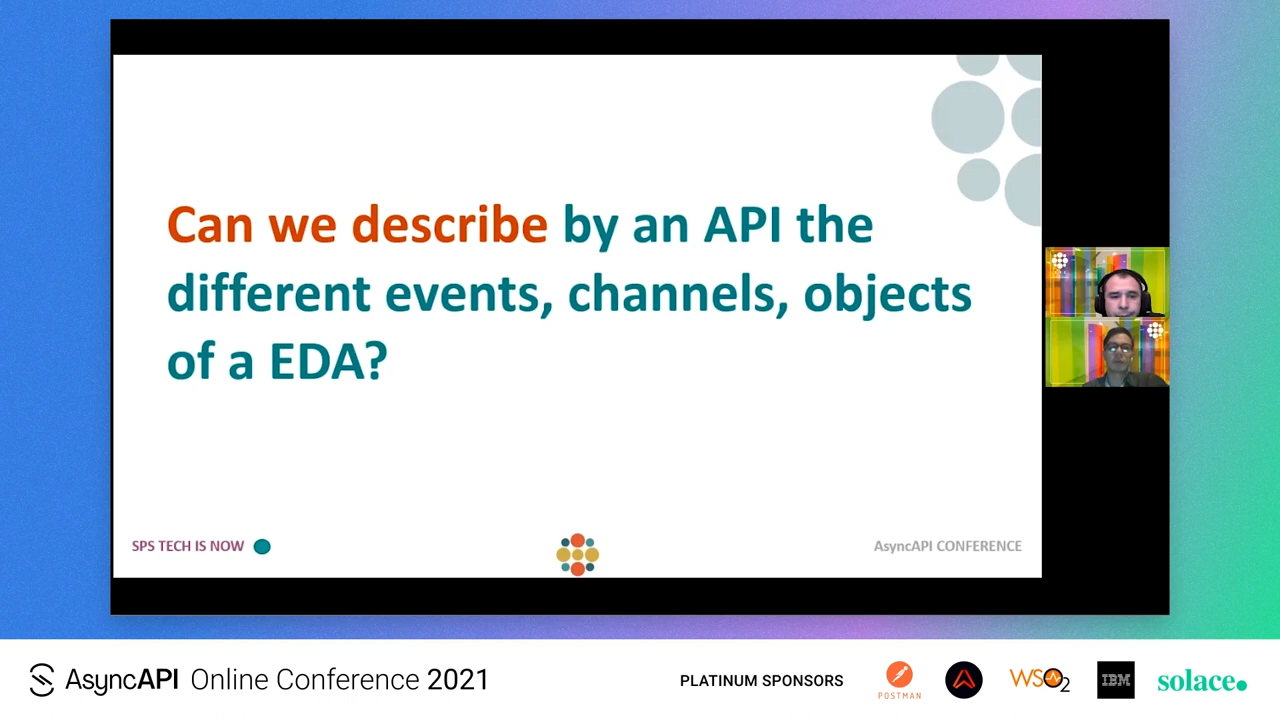 Can we describe by an API the
different events, channels, objects
of a EDA?
SPS TECH IS NOW
AsyncAPI CONFERENCE
AsyncAPI Online Conference 2021
PLATINUM SPONSORS
POSTMAN
WSO2
IBM
solace.